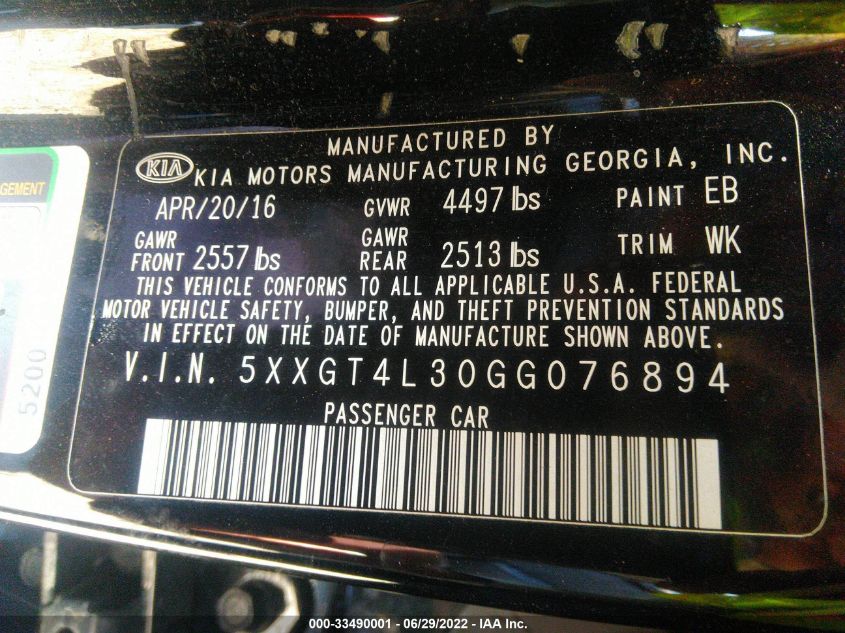 MANUFACTURED BY
KIA KIA MOTORS MANUFACTURING GEORGIA, INC.
APR/20/16 GVWR 4497 lbs PAINT EB
GAWR FRONT 2557 lbs GAWR REAR 2513 lbs TRIM WK
THIS VEHICLE CONFORMS TO ALL APPLICABLE U.S.A. FEDERAL
MOTOR VEHICLE SAFETY, BUMPER, AND THEFT PREVENTION STANDARDS
IN EFFECT ON THE DATE OF MANUFACTURE SHOWN ABOVE.
V.I.N. 5XXGT4L30GG076894
PASSENGER CAR
GEMENT
5200
000-33490001 - 06/29/2022 - IAA Inc.